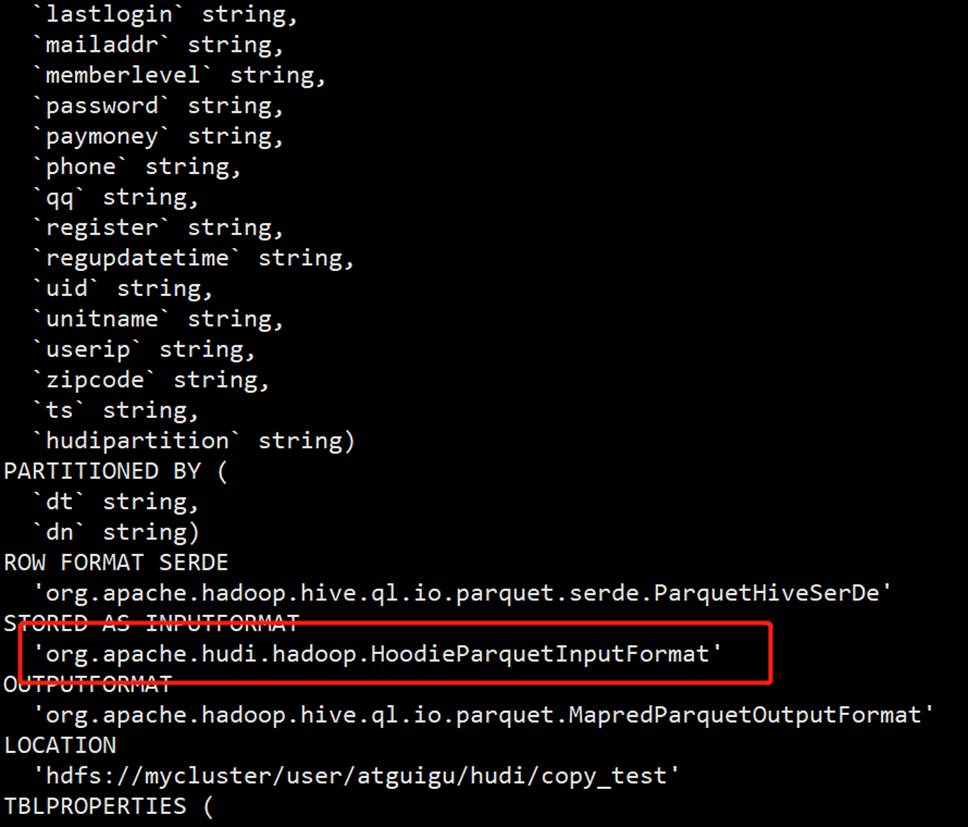 `lastlogin` string,
`mailaddr` string,
`memberlevel` string,
`password` string,
`paymoney` string,
`phone` string,
`qq` string,
`register` string,
`regupdatetime` string,
`uid` string,
`unitname` string,
`userip` string,
`zipcode` string,
`ts` string,
`hudipartition` string)
PARTITIONED BY (
`dt` string,
`dn` string)
ROW FORMAT SERDE
'org.apache.hadoop.hive.ql.io.parquet.serde.ParquetHiveSerDe'
STORED AS INPUTFORMAT
'org.apache.hudi.hadoop.HoodieParquetInputFormat'
OUTPUTFORMAT
'org.apache.hadoop.hive.ql.io.parquet.MapredParquetOutputFormat'
LOCATION
'hdfs://mycluster/user/atguigu/hudi/copy_test'
TBLPROPERTIES (